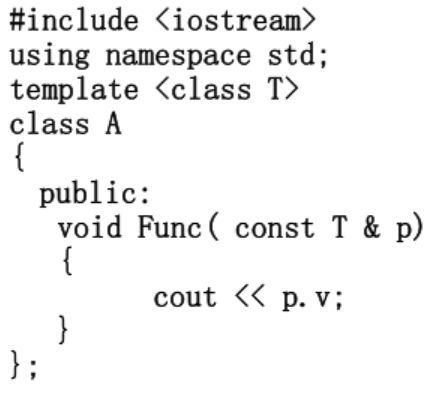 #include <iostream>
using namespace std;
template <class T>
class A
{
  public:
   void Func( const T & p)
   {
         cout << p.v;
   }
};